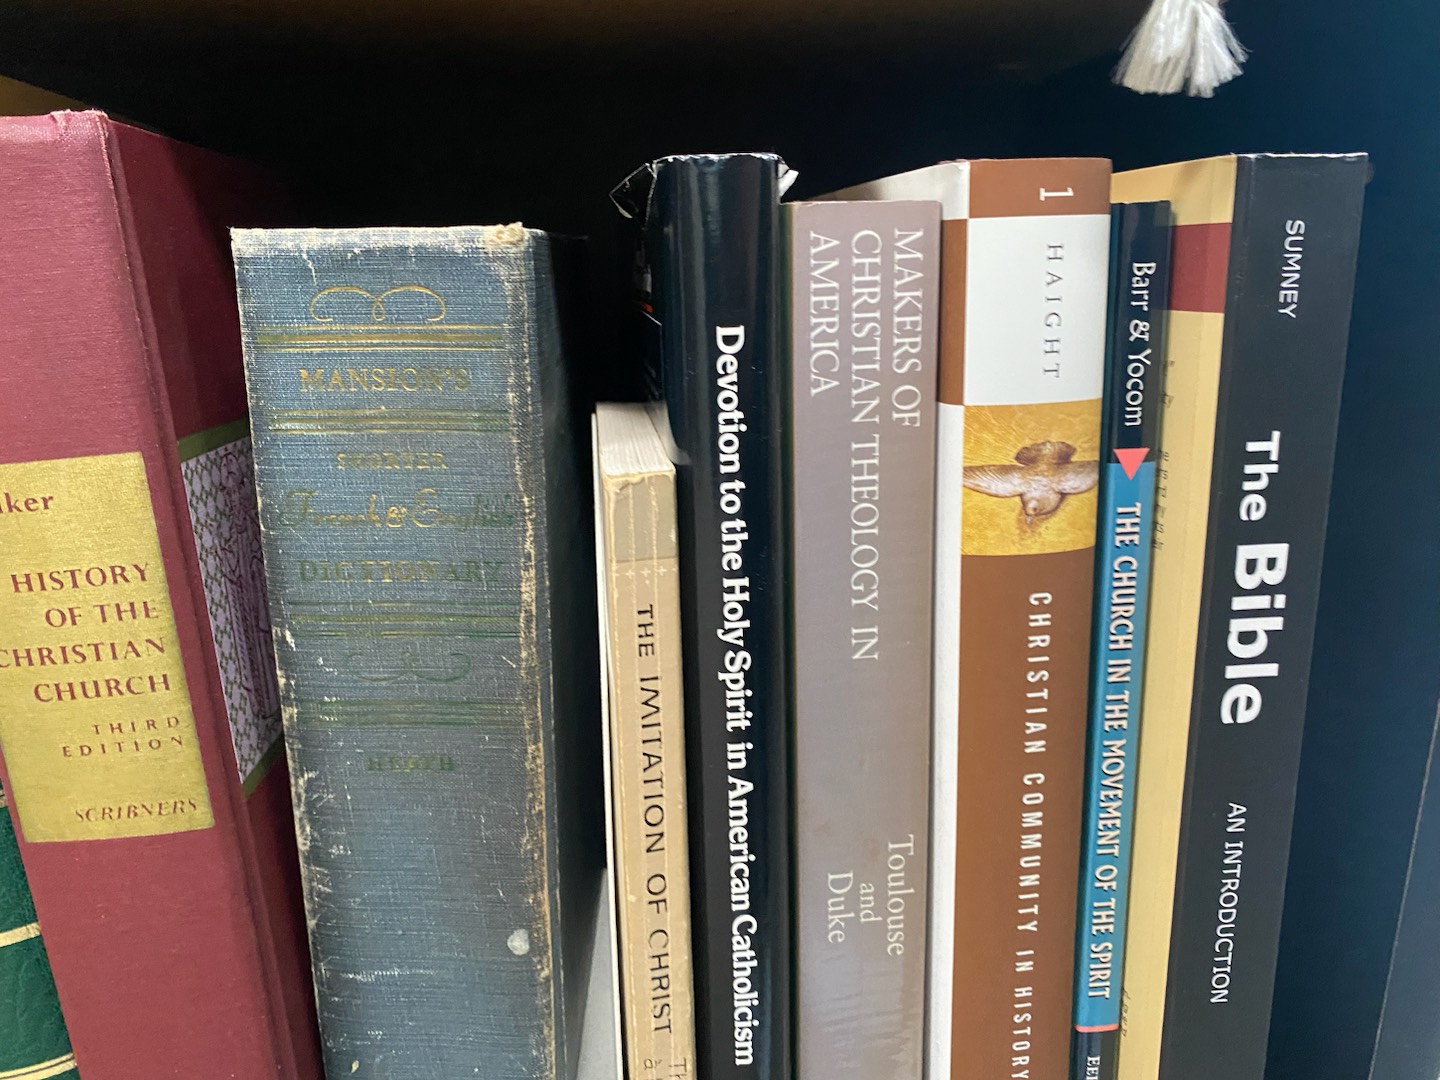 HISTORY
OF THE
CHRISTIAN
CHURCH
THIRD
EDITION
SCRIBNERS
MANSION'S
SHORTER
French & English
DICTIONARY
HEATH
THE IMITATION OF CHRIST
Devotion to the Holy Spirit in American Catholicism
MAKERS OF
CHRISTIAN THEOLOGY IN
AMERICA
Toulouse
and
Duke
1
HAIGHT
CHRISTIAN COMMUNITY IN HISTORY
Barr & Yocom
THE CHURCH IN THE MOVEMENT OF THE SPIRIT
SUMNEY
The Bible
AN INTRODUCTION